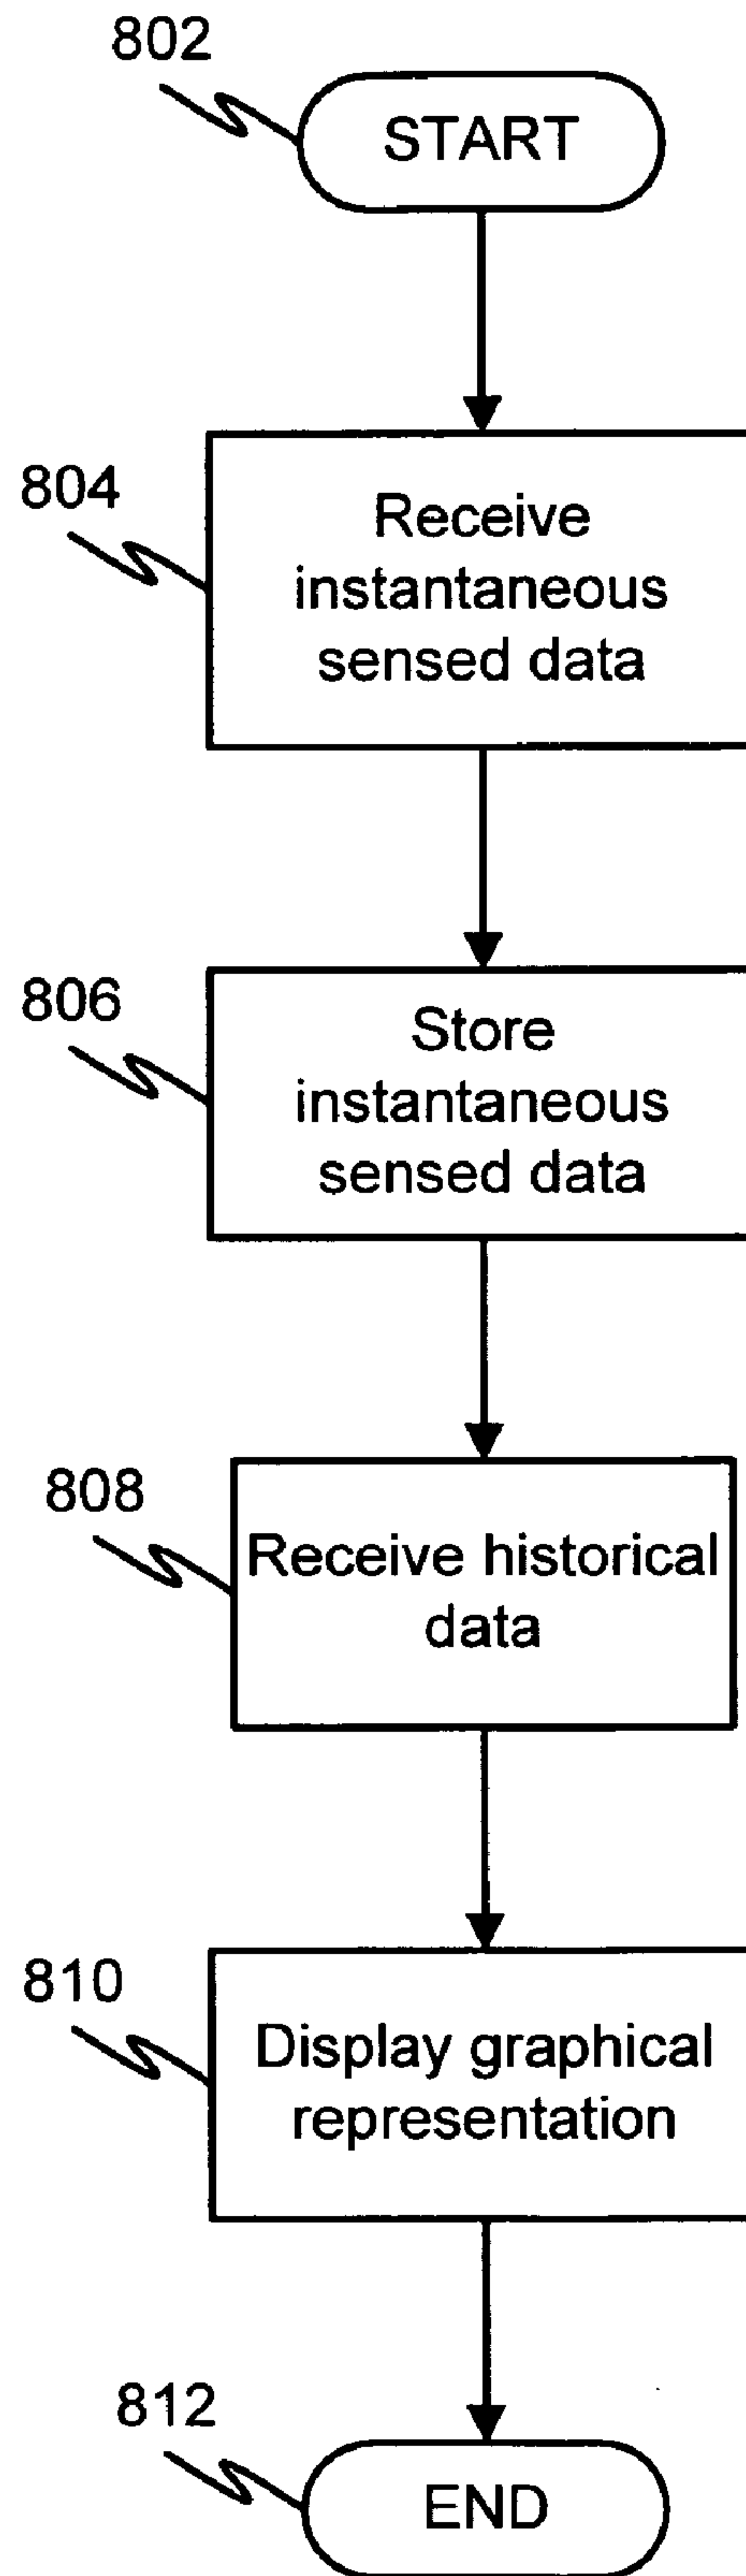 802
START
804
Receive
instantaneous
sensed data
806
Store
instantaneous
sensed data
808
Receive historical
data
810
Display graphical
representation
812
END